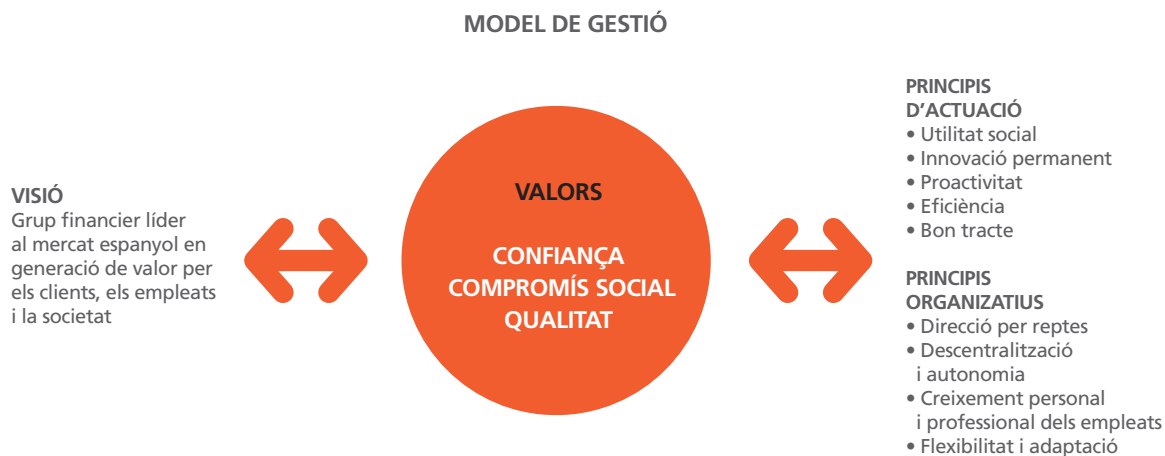 MODEL DE GESTIÓ
VISIÓ
Grup financier líder
al mercat espanyol en
generació de valor per
els clients, els empleats
i la societat
VALORS
CONFIANÇA
COMPROMÍS SOCIAL
QUALITAT
PRINCIPIS
D'ACTUACIÓ
• Utilitat social
• Innovació permanent
• Proactivitat
• Eficiència
• Bon tracte
PRINCIPIS
ORGANIZATIUS
• Direcció per reptes
• Descentralització
i autonomia
• Creixement personal
i professional dels empleats
• Flexibilitat i adaptació